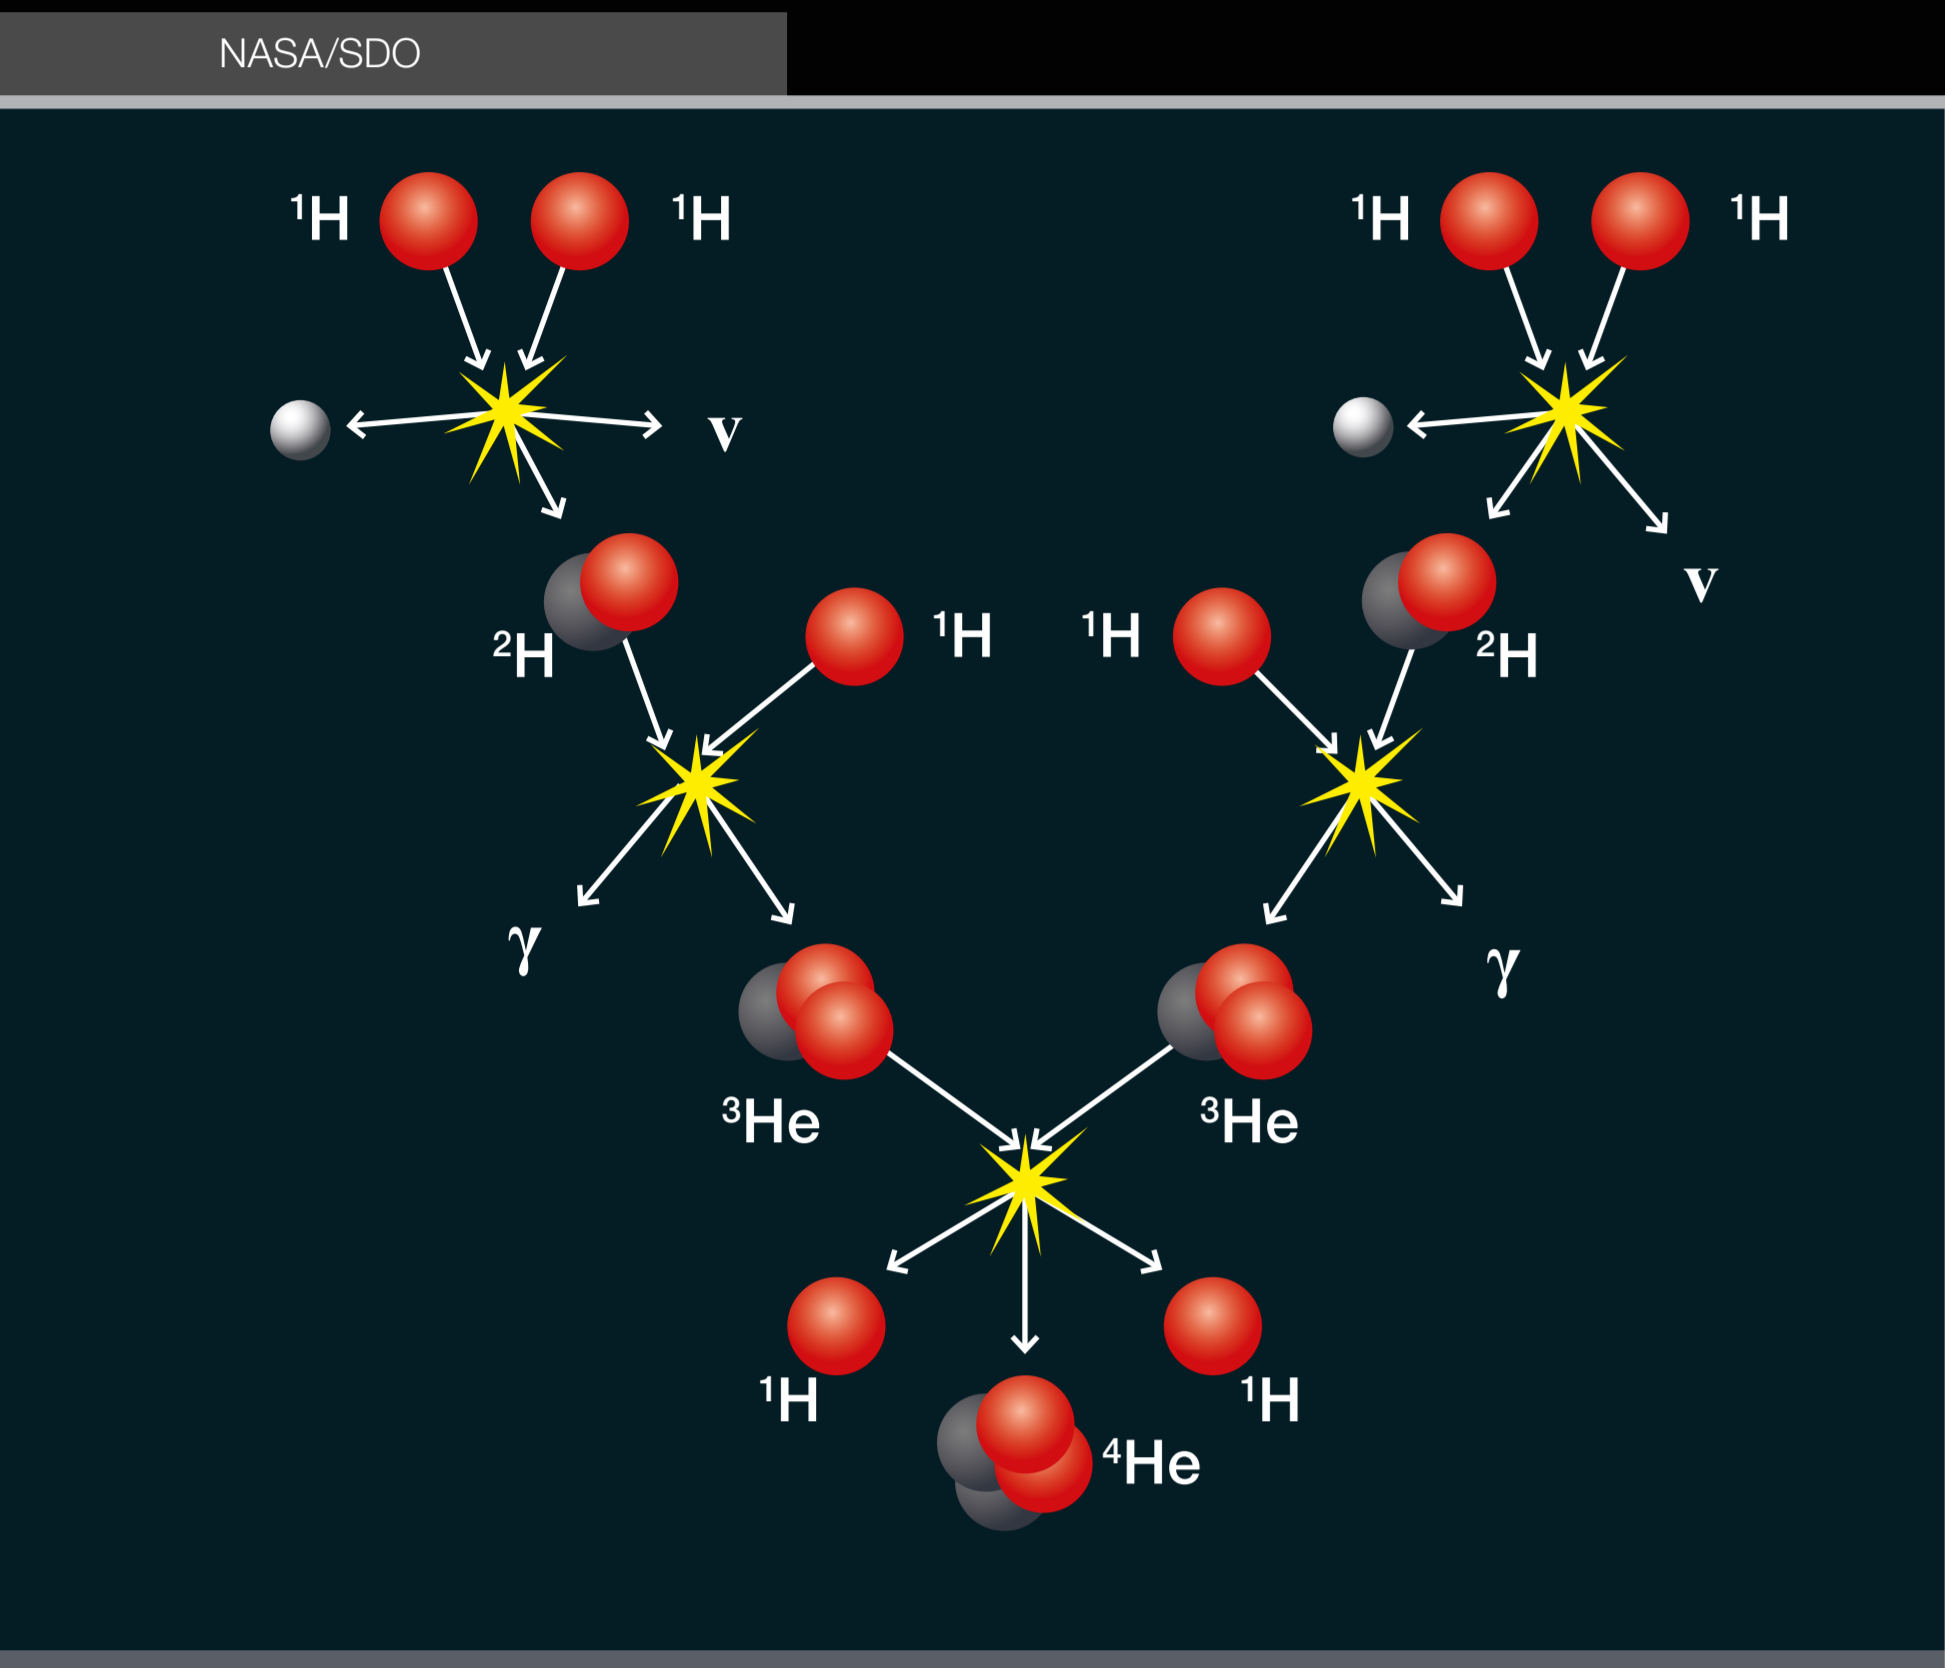 NASA/SDO
¹H ¹H ¹H ¹H
v
v
²H ¹H ¹H ²H
γ γ
³He ³He
¹H ¹H
⁴He